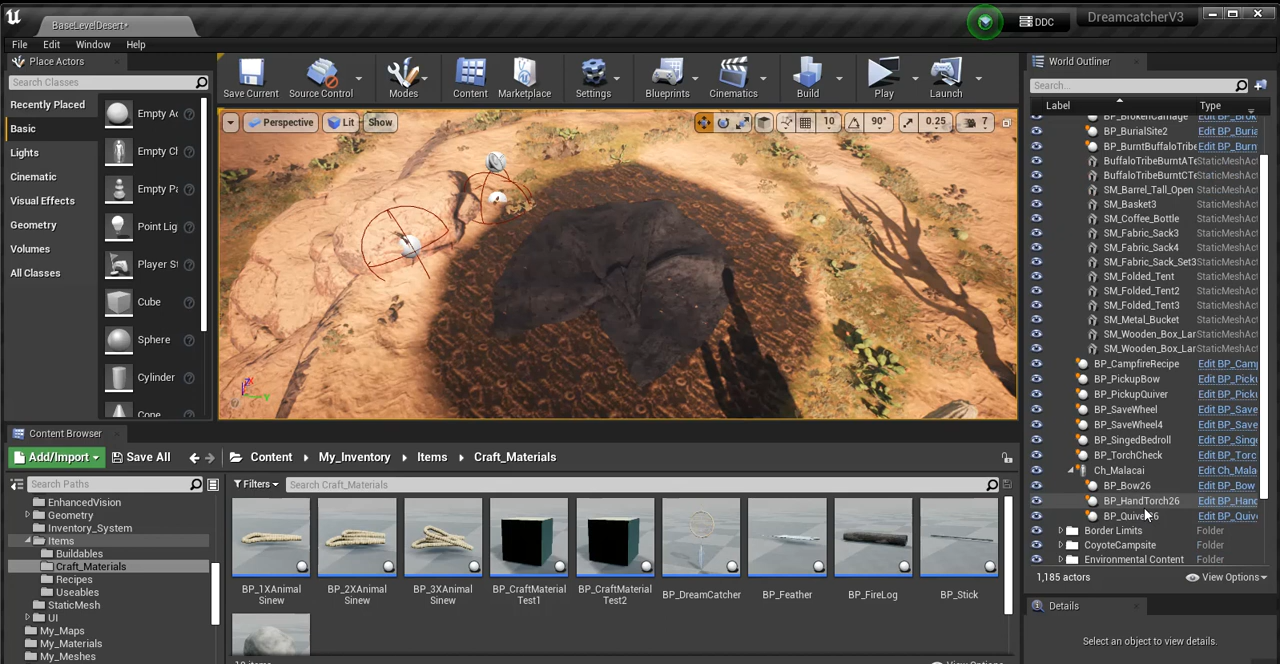 BaseLevelDesert*
DDC
DreamcatcherV3
File Edit Window Help
Place Actors
Search Classes
Recently Placed
Basic
Lights
Cinematic
Visual Effects
Geometry
Volumes
All Classes
Empty Ac
Empty Ch
Empty Pa
Point Lig
Player St
Cube
Sphere
Cylinder
Cone
Save Current
Source Control
Modes
Content
Marketplace
Settings
Blueprints
Cinematics
Build
Play
Launch
Perspective
Lit
Show
10
90°
0.25
7
World Outliner
Search...
Label Type
BP_BrokenCarriage Edit BP_Brok
BP_BurialSite2 Edit BP_Buria
BP_BurntBuffaloTribe Edit BP_Burn
BuffaloTribeBurntATe StaticMeshAct
BuffaloTribeBurntCTe StaticMeshAct
SM_Barrel_Tall_Open StaticMeshAct
SM_Basket3 StaticMeshAct
SM_Coffee_Bottle StaticMeshAct
SM_Fabric_Sack3 StaticMeshAct
SM_Fabric_Sack4 StaticMeshAct
SM_Fabric_Sack_Set3 StaticMeshAct
SM_Folded_Tent StaticMeshAct
SM_Folded_Tent2 StaticMeshAct
SM_Folded_Tent3 StaticMeshAct
SM_Metal_Bucket StaticMeshAct
SM_Wooden_Box_Lar StaticMeshAct
SM_Wooden_Box_Lar StaticMeshAct
BP_CampfireRecipe Edit BP_Camp
BP_PickupBow Edit BP_Picku
BP_PickupQuiver Edit BP_Picku
BP_SaveWheel Edit BP_Save
BP_SaveWheel4 Edit BP_Save
BP_SingedBedroll Edit BP_Singe
BP_TorchCheck Edit BP_Torc
Ch_Malacai Edit Ch_Mala
BP_Bow26 Edit BP_Bow
BP_HandTorch26 Edit BP_Hand
BP_Quiver26 Edit BP_Quiv
Border Limits Folder
CoyoteCampsite Folder
Environmental Content Folder
1,185 actors
View Options
Details
Select an object to view details.
Content Browser
Add/Import
Save All
Content
My_Inventory
Items
Craft_Materials
Search Paths
EnhancedVision
Geometry
Inventory_System
Items
Buildables
Craft_Materials
Recipes
Useables
StaticMesh
UI
My_Maps
My_Materials
My_Meshes
Filters
Search Craft_Materials
BP_1XAnimal
Sinew
BP_2XAnimal
Sinew
BP_3XAnimal
Sinew
BP_CraftMaterial
Test1
BP_CraftMaterial
Test2
BP_DreamCatcher
BP_Feather
BP_FireLog
BP_Stick
10 items
View Options